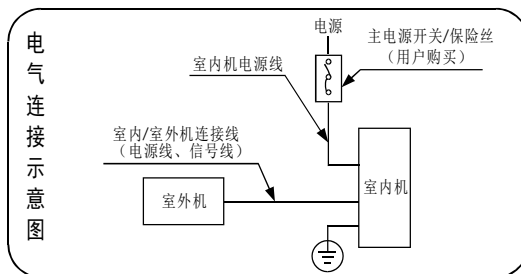 电气连接示意图
电源
主电源开关/保险丝
（用户购买）
室内机电源线
室内/室外机连接线
（电源线、信号线）
室外机
室内机